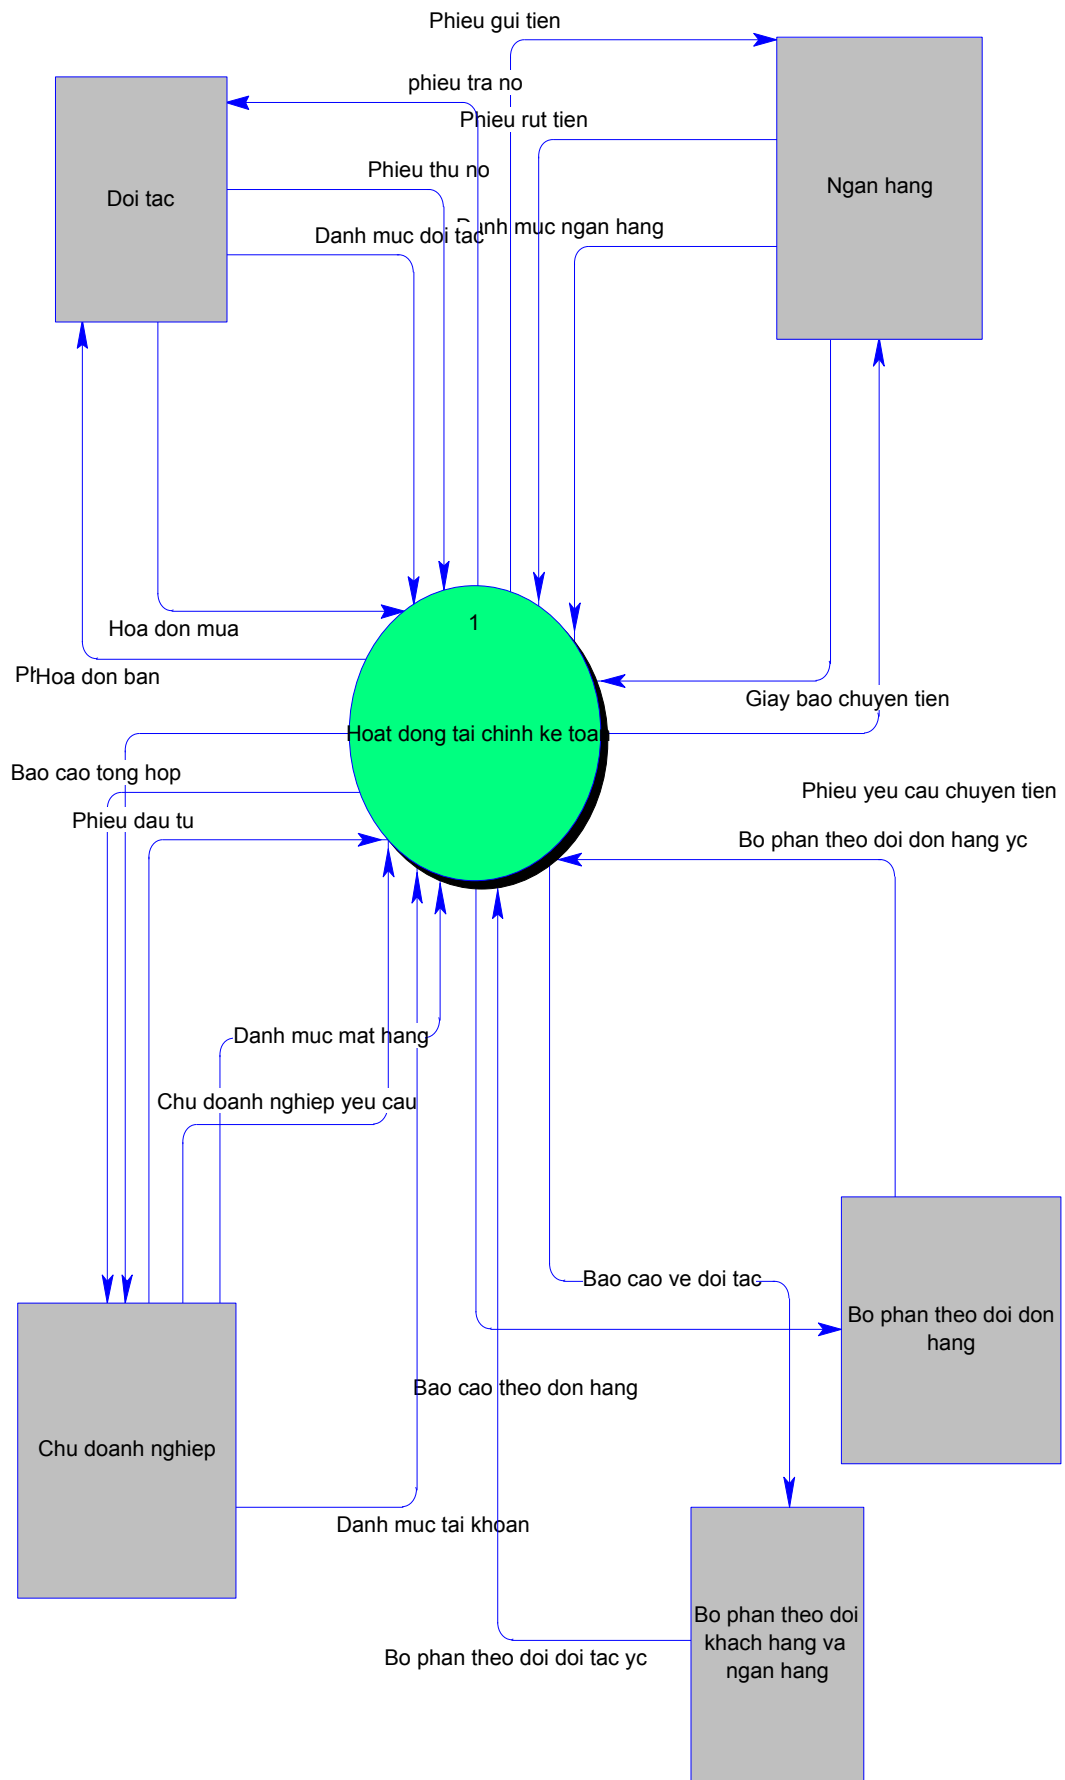 Phieu gui tien
phieu tra no
Phieu rut tien
Phieu thu no
Ngan hang
Doi tac
Danh muc doi tac
anh muc ngan hang
1
Hoa don mua
Hoa don ban
Giay bao chuyen tien
Hoat dong tai chinh ke toan
Bao cao tong hop
Phieu yeu cau chuyen tien
Phieu dau tu
Bo phan theo doi don hang yc
Danh muc mat hang
Chu doanh nghiep yeu cau
Bao cao ve doi tac
Bo phan theo doi don
hang
Bao cao theo don hang
Chu doanh nghiep
Danh muc tai khoan
Bo phan theo doi
khach hang va
ngan hang
Bo phan theo doi doi tac yc